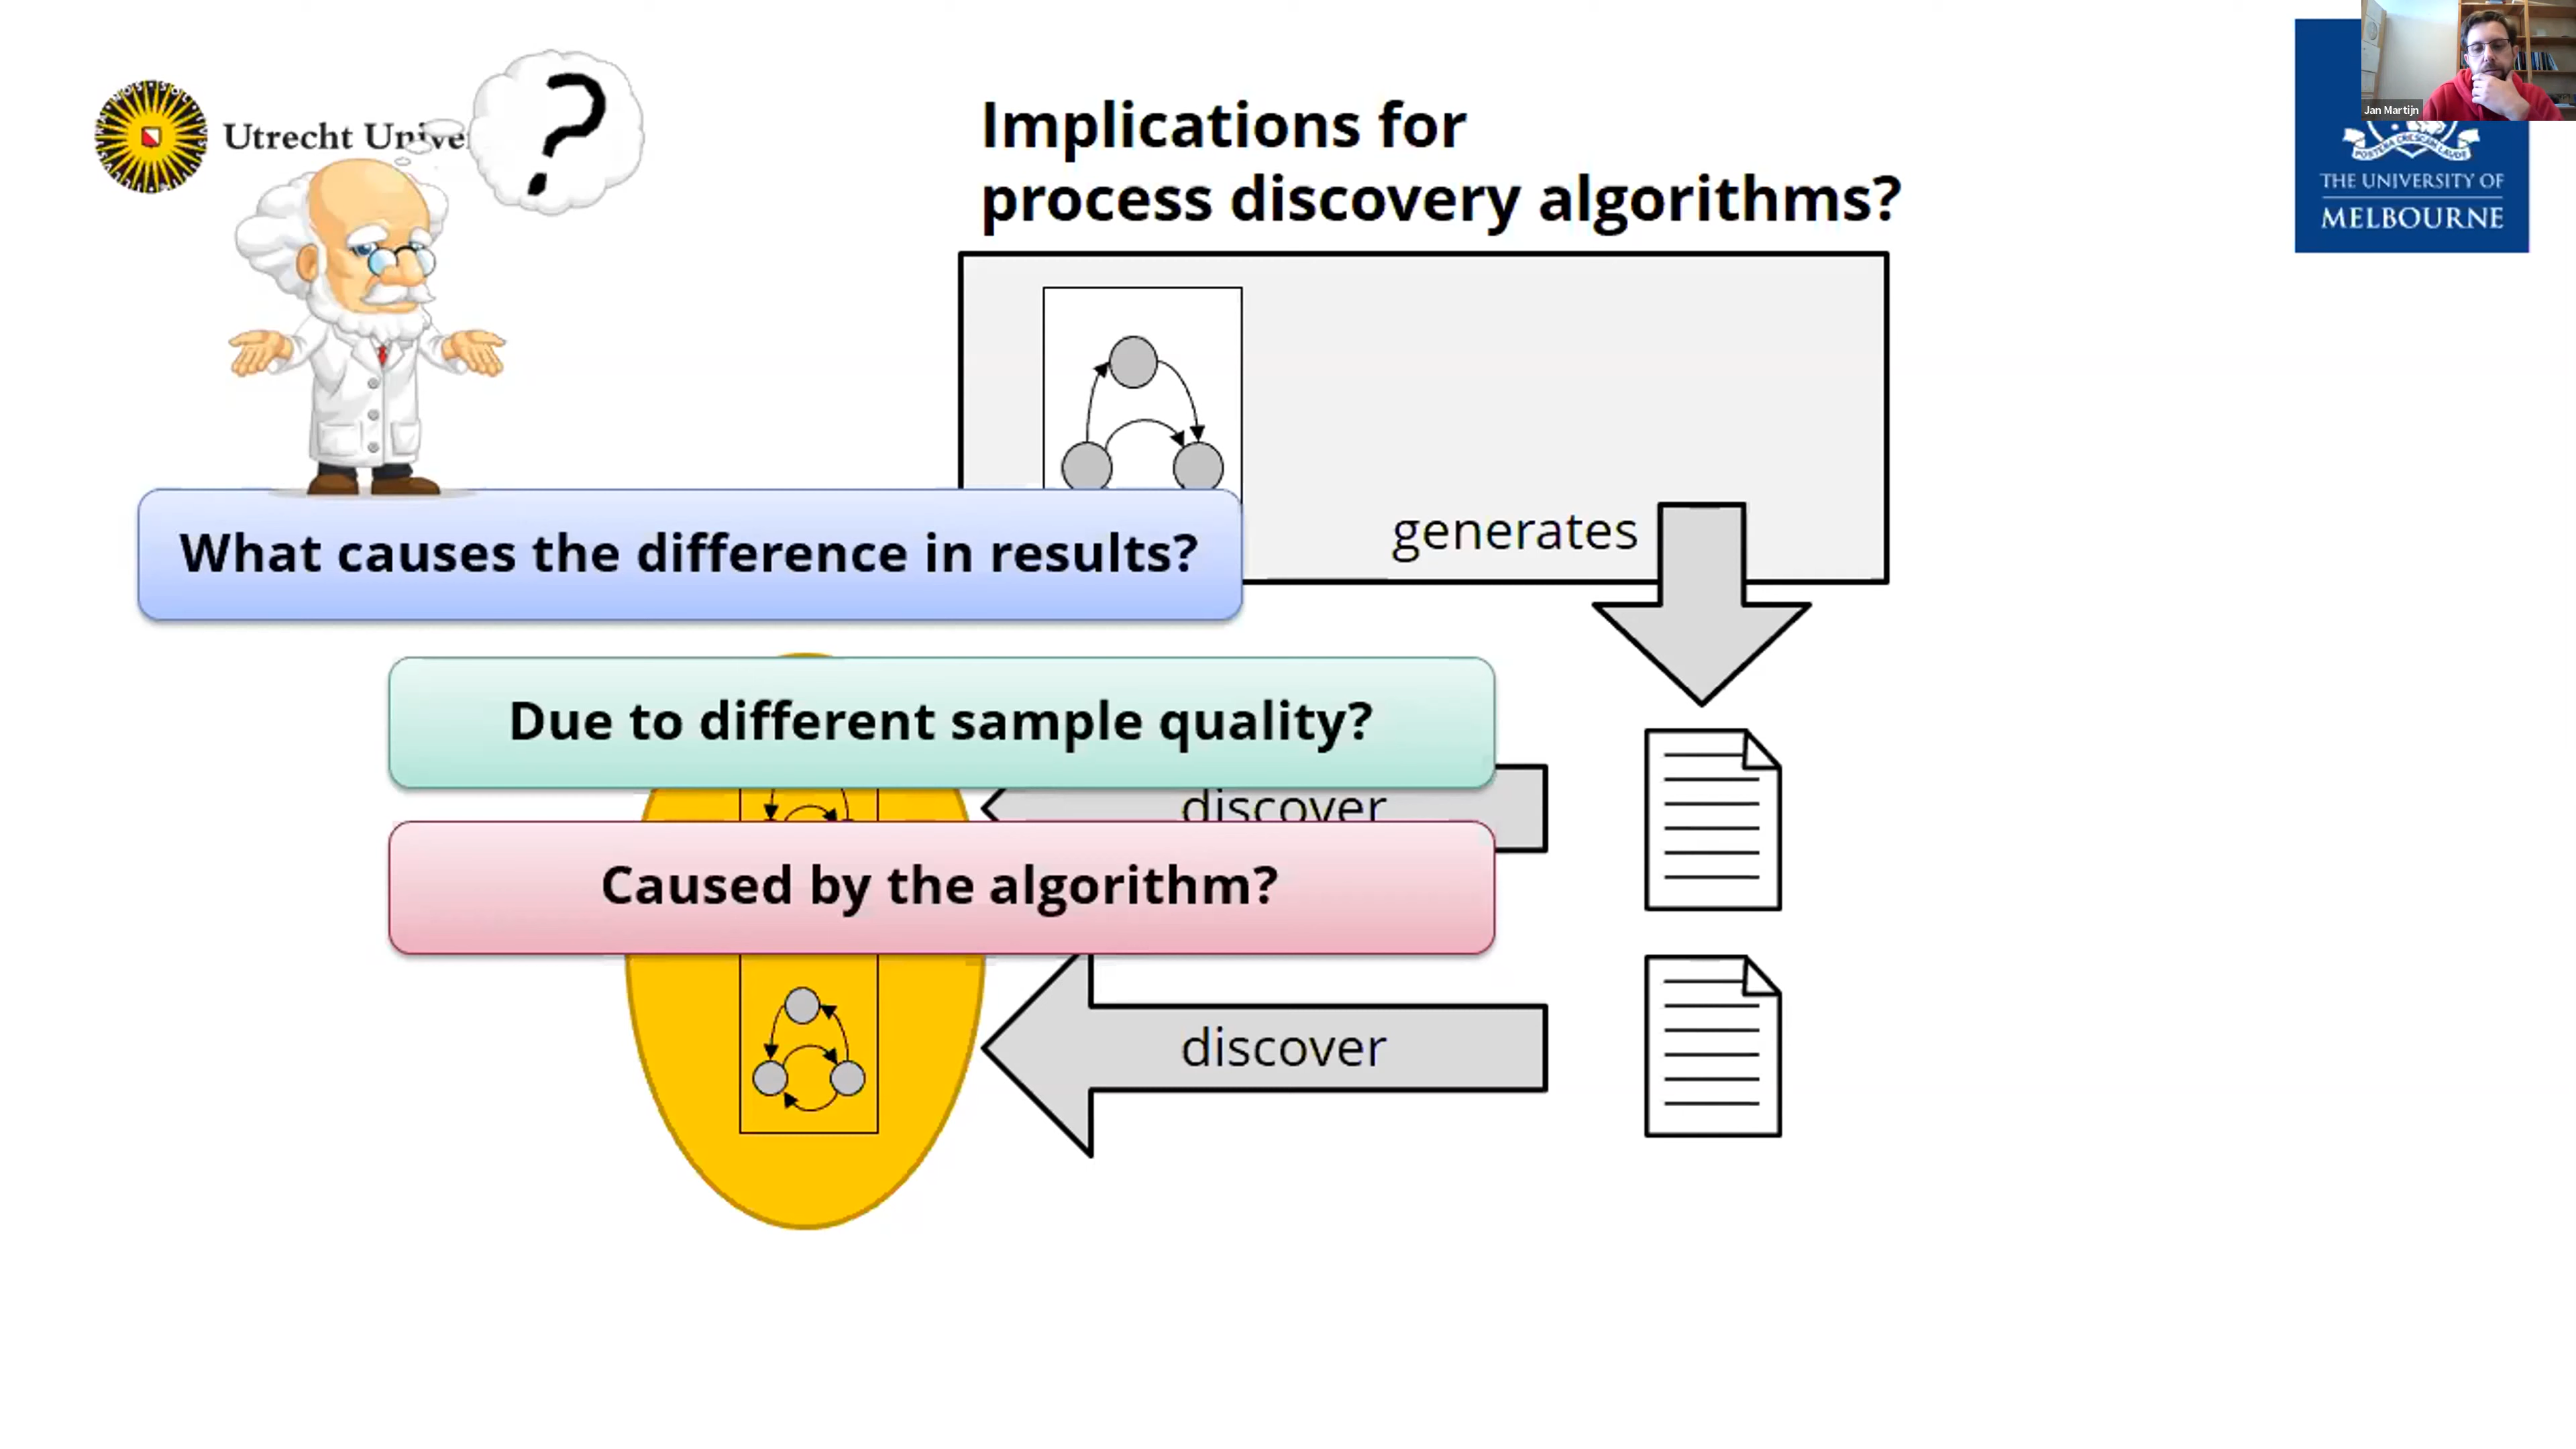 Jan Martijn
Utrecht
?
Implications for
process discovery algorithms?
THE UNIVERSITY OF
MELBOURNE
generates
What causes the difference in results?
Due to different sample quality?
discover
Caused by the algorithm?
discover